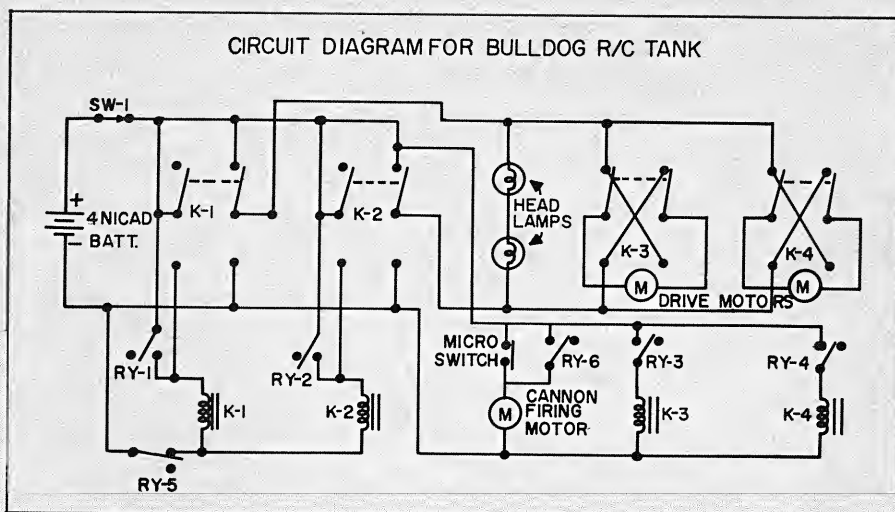 CIRCUIT DIAGRAM FOR BULLDOG R/C TANK
SW-1
+
4 NICAD
BATT.
-
K-1
K-2
HEAD
LAMPS
K-3
K-4
M
M
DRIVE MOTORS
RY-1
RY-2
MICRO
SWITCH
RY-6
RY-3
RY-4
K-1
K-2
M
CANNON
FIRING
MOTOR
K-3
K-4
RY-5